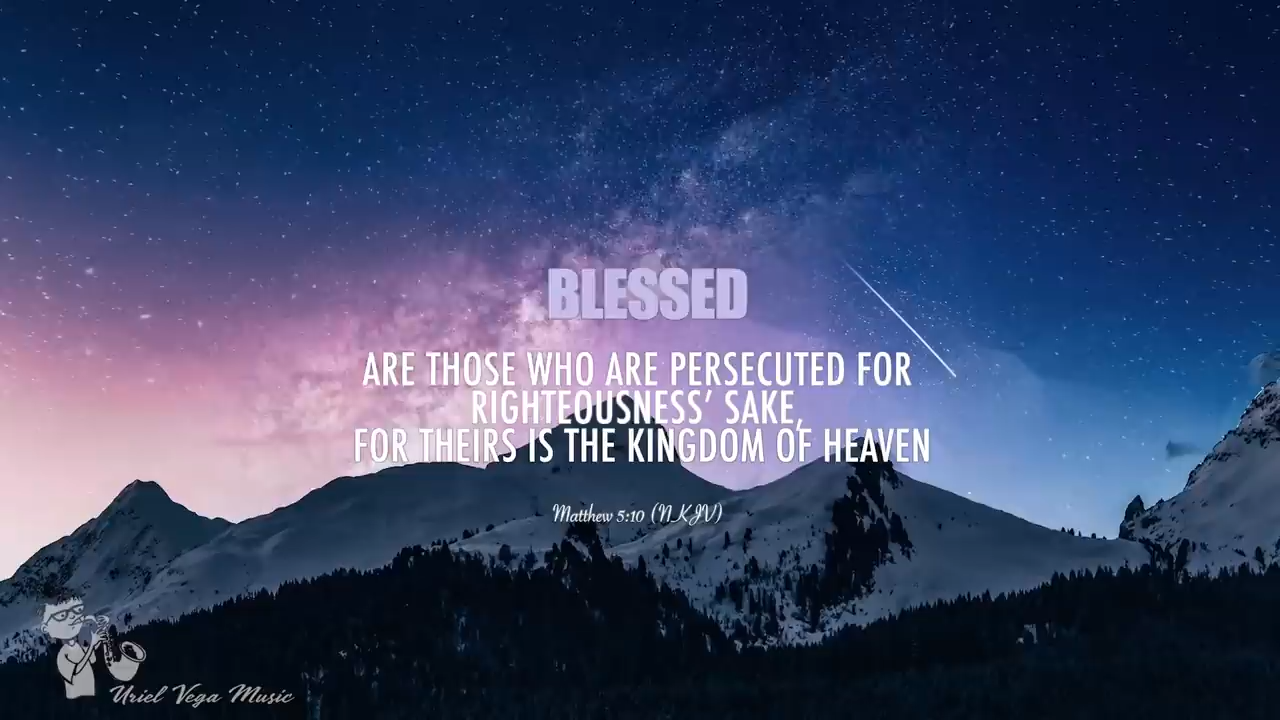 BLESSED
ARE THOSE WHO ARE PERSECUTED FOR
RIGHTEOUSNESS’ SAKE,
FOR THEIRS IS THE KINGDOM OF HEAVEN
Matthew 5:10 (NKJV)
Uriel Vega Music